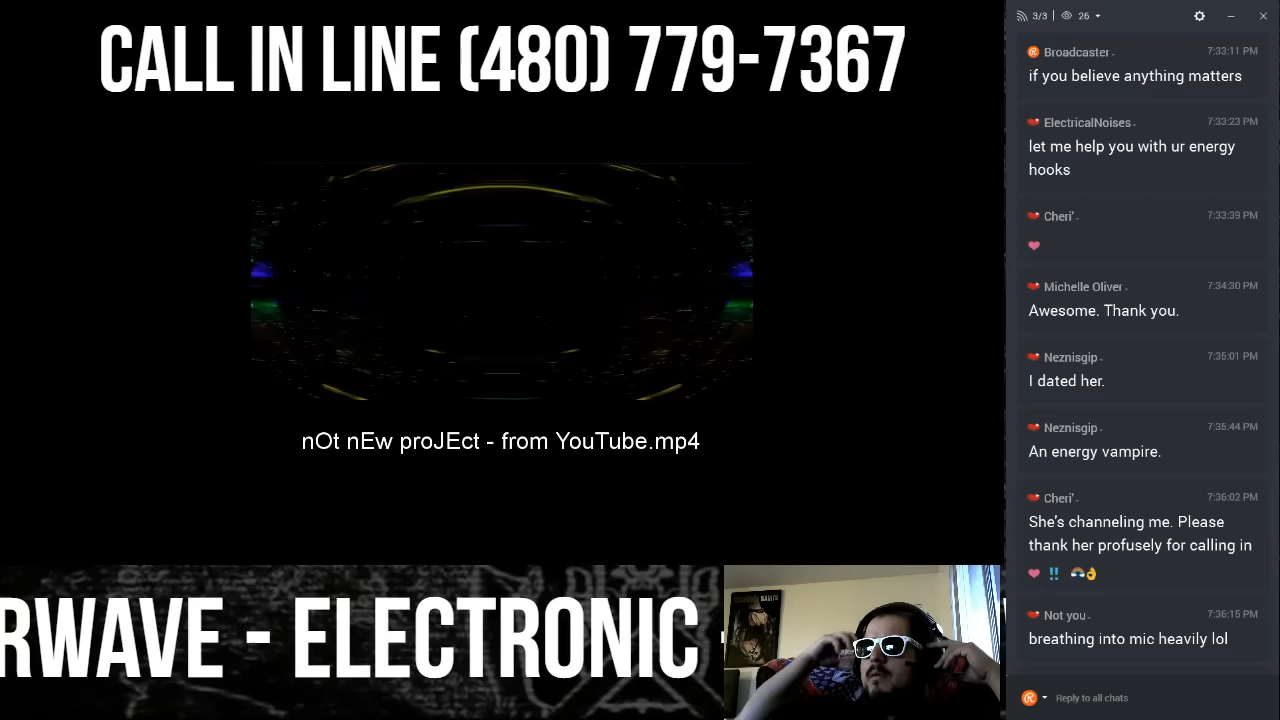 CALL IN LINE (480) 779-7367
nOt nEw proJEct - from YouTube.mp4
RWAVE - ELECTRONIC -
3/3 26
Broadcaster - 7:33:11 PM
if you believe anything matters
ElectricalNoises - 7:33:23 PM
let me help you with ur energy
hooks
Cheri' - 7:33:39 PM
Michelle Oliver - 7:34:30 PM
Awesome. Thank you.
Neznisgip - 7:35:01 PM
I dated her.
Neznisgip - 7:35:44 PM
An energy vampire.
Cheri' - 7:36:02 PM
She's channeling me. Please
thank her profusely for calling in
❤ ‼ 🌈👌
Not you - 7:36:15 PM
breathing into mic heavily lol
Reply to all chats